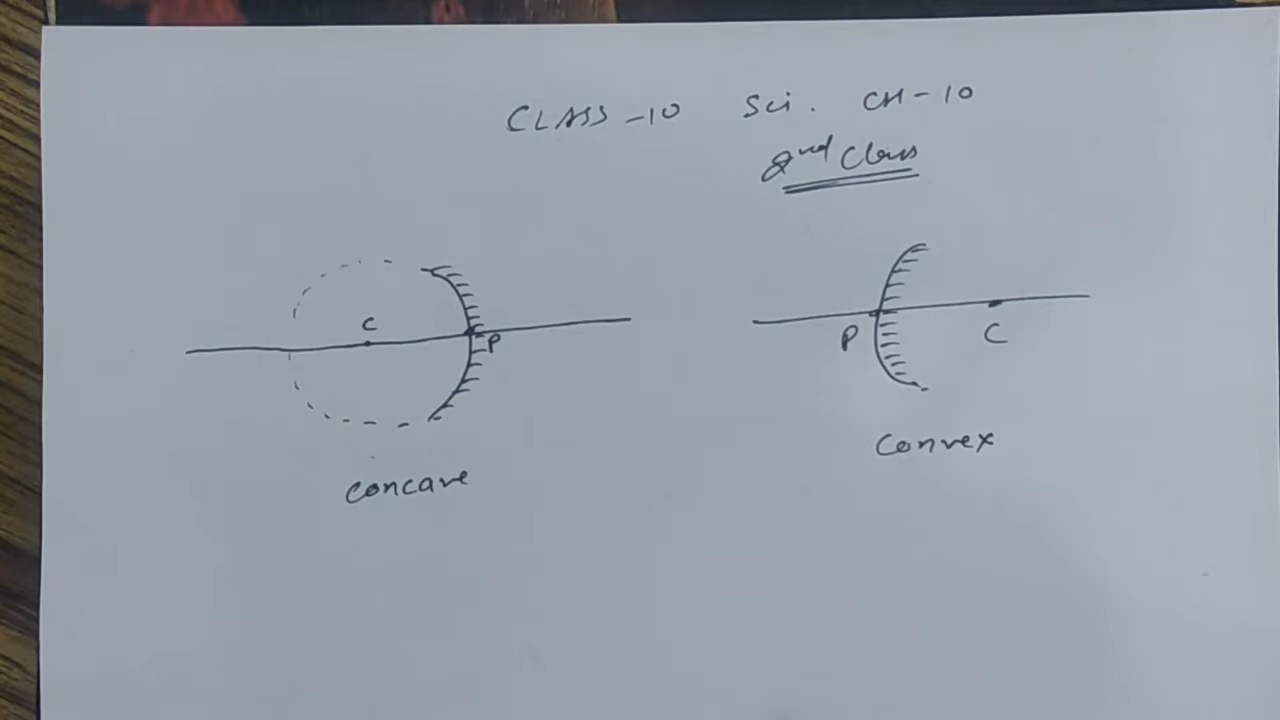 CLASS-10 Sci. CH-10
2nd Class
C
P
P
C
concave
Convex